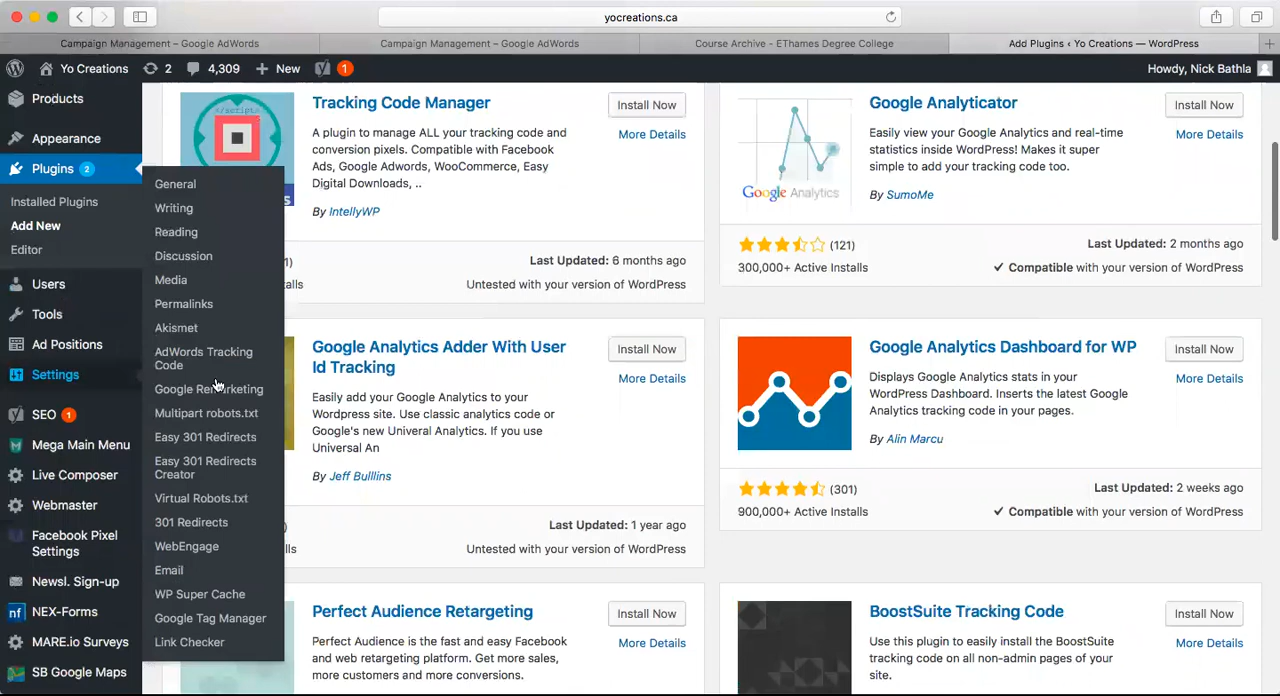 yocreations.ca
Campaign Management – Google AdWords
Campaign Management – Google AdWords
Course Archive - EThames Degree College
Add Plugins ‹ Yo Creations — WordPress
Yo Creations
2
4,309
New
1
Howdy, Nick Bathla
Products
Appearance
Plugins 2
Installed Plugins
Add New
Editor
Users
Tools
Ad Positions
Settings
SEO 1
Mega Main Menu
Live Composer
Webmaster
Facebook Pixel
Settings
Newsl. Sign-up
nf NEX-Forms
MARE.io Surveys
SB Google Maps
General
Writing
Reading
Discussion
Media
Permalinks
Akismet
AdWords Tracking
Code
Google Remarketing
Multipart robots.txt
Easy 301 Redirects
Easy 301 Redirects
Creator
Virtual Robots.txt
301 Redirects
WebEngage
Email
WP Super Cache
Google Tag Manager
Link Checker
Tracking Code Manager
Install Now
More Details
A plugin to manage ALL your tracking code and
conversion pixels. Compatible with Facebook
Ads, Google Adwords, WooCommerce, Easy
Digital Downloads, ..
By IntellyWP
Last Updated: 6 months ago
Untested with your version of WordPress
Google Analyticator
Install Now
More Details
Easily view your Google Analytics and real-time
statistics inside WordPress! Makes it super
simple to add your tracking code too.
By SumoMe
Google Analytics
(121)
Last Updated: 2 months ago
300,000+ Active Installs
Compatible with your version of WordPress
Google Analytics Adder With User
Id Tracking
Install Now
More Details
Easily add your Google Analytics to your
Wordpress site. Use classic analytics code or
Google's new Univeral Analytics. If you use
Universal An
By Jeff Bulllins
Last Updated: 1 year ago
Untested with your version of WordPress
Google Analytics Dashboard for WP
Install Now
More Details
Displays Google Analytics stats in your
WordPress Dashboard. Inserts the latest Google
Analytics tracking code in your pages.
By Alin Marcu
(301)
Last Updated: 2 weeks ago
900,000+ Active Installs
Compatible with your version of WordPress
Perfect Audience Retargeting
Install Now
More Details
Perfect Audience is the fast and easy Facebook
and web retargeting platform. Get more sales,
more customers and more conversions.
BoostSuite Tracking Code
Install Now
More Details
Use this plugin to easily install the BoostSuite
tracking code on all non-admin pages of your
site.